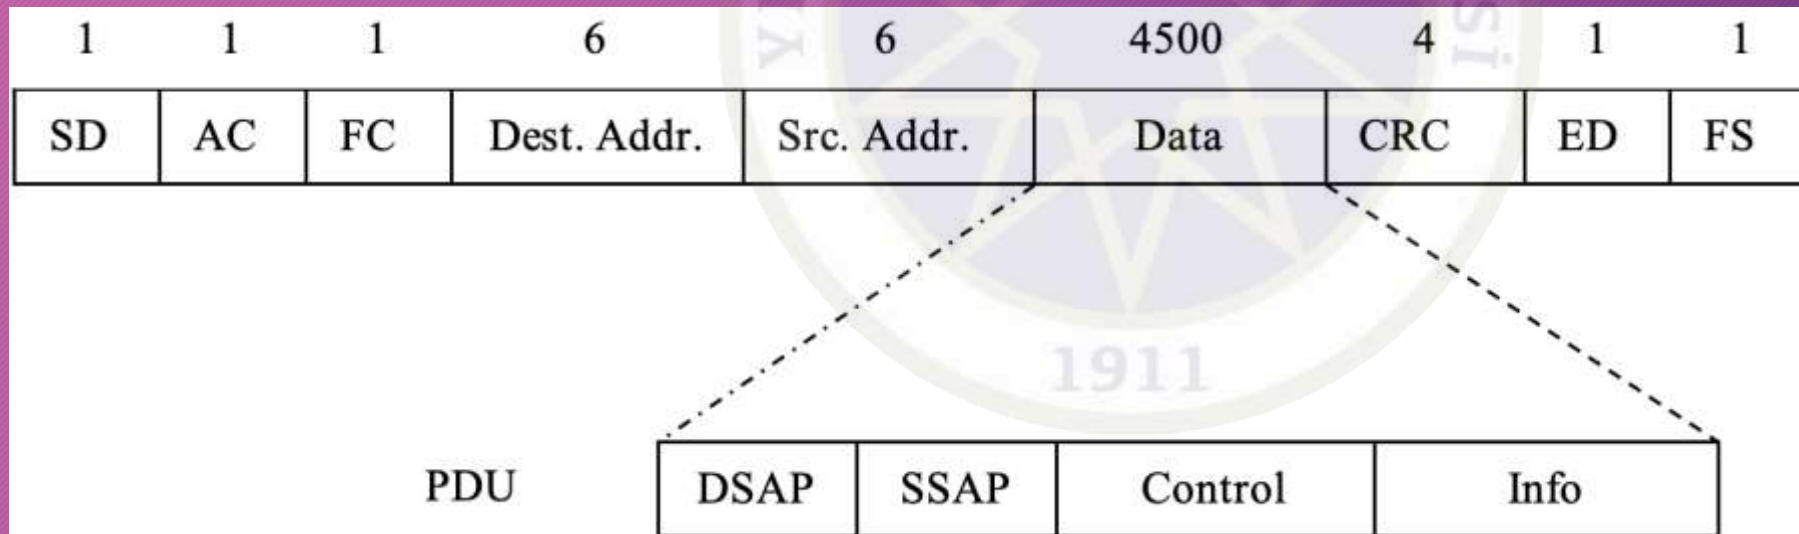 1 1 1 6 6 4500 4 1 1
SD AC FC Dest. Addr. Src. Addr. Data CRC ED FS
1911
PDU DSAP SSAP Control Info